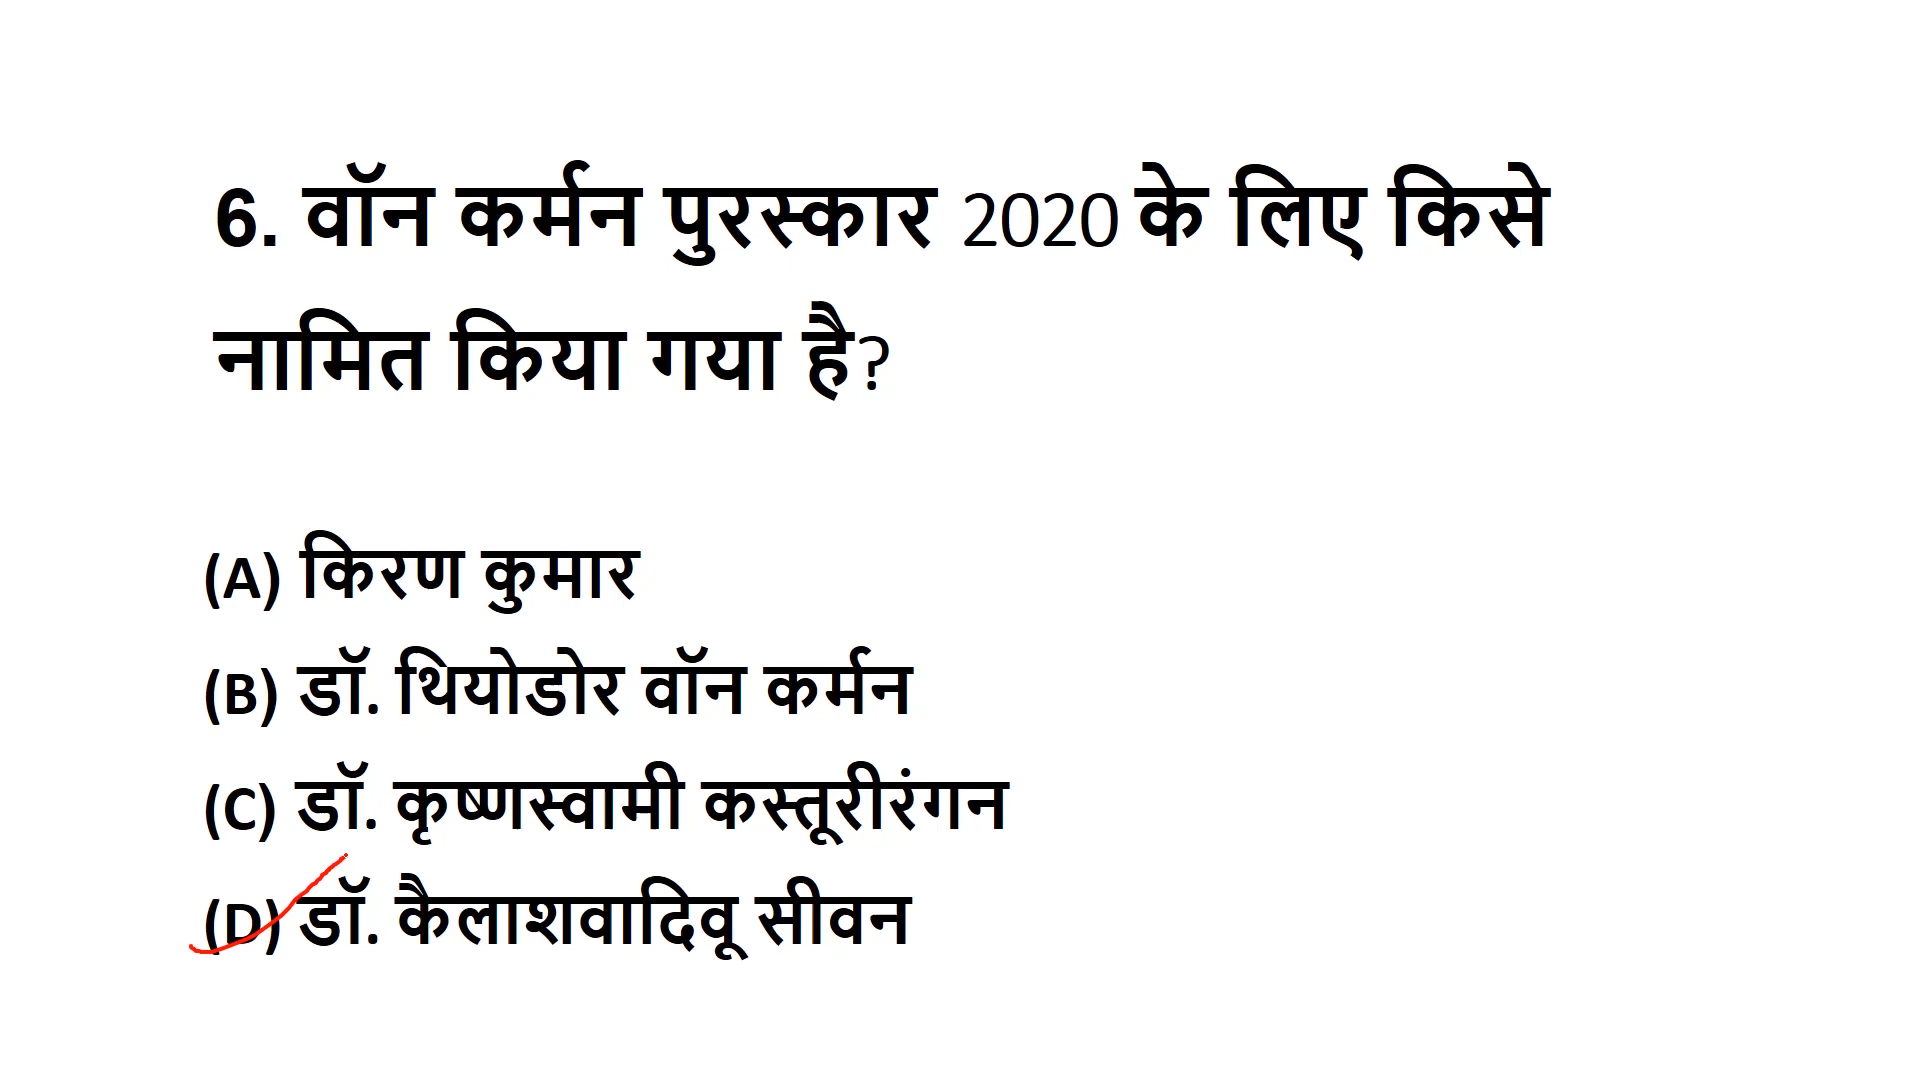 6. वॉन कर्मन पुरस्कार 2020 के लिए किसे
नामित किया गया है?
(A) किरण कुमार
(B) डॉ. थियोडोर वॉन कर्मन
(C) डॉ. कृष्णस्वामी कस्तूरीरंगन
(D) डॉ. कैलाशवादिवू सीवन